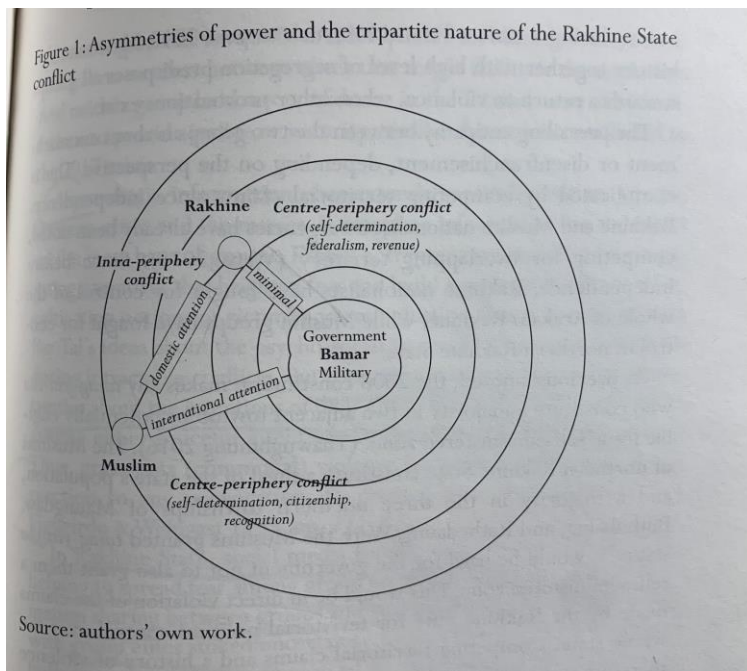 Figure 1: Asymmetries of power and the tripartite nature of the Rakhine State
conflict
Rakhine
Centre-periphery conflict
(self-determination,
federalism, revenue)
Intra-periphery
conflict
minimal
domestic attention
Government
Bamar
Military
international attention
Muslim
Centre-periphery conflict
(self-determination, citizenship,
recognition)
Source: authors' own work.